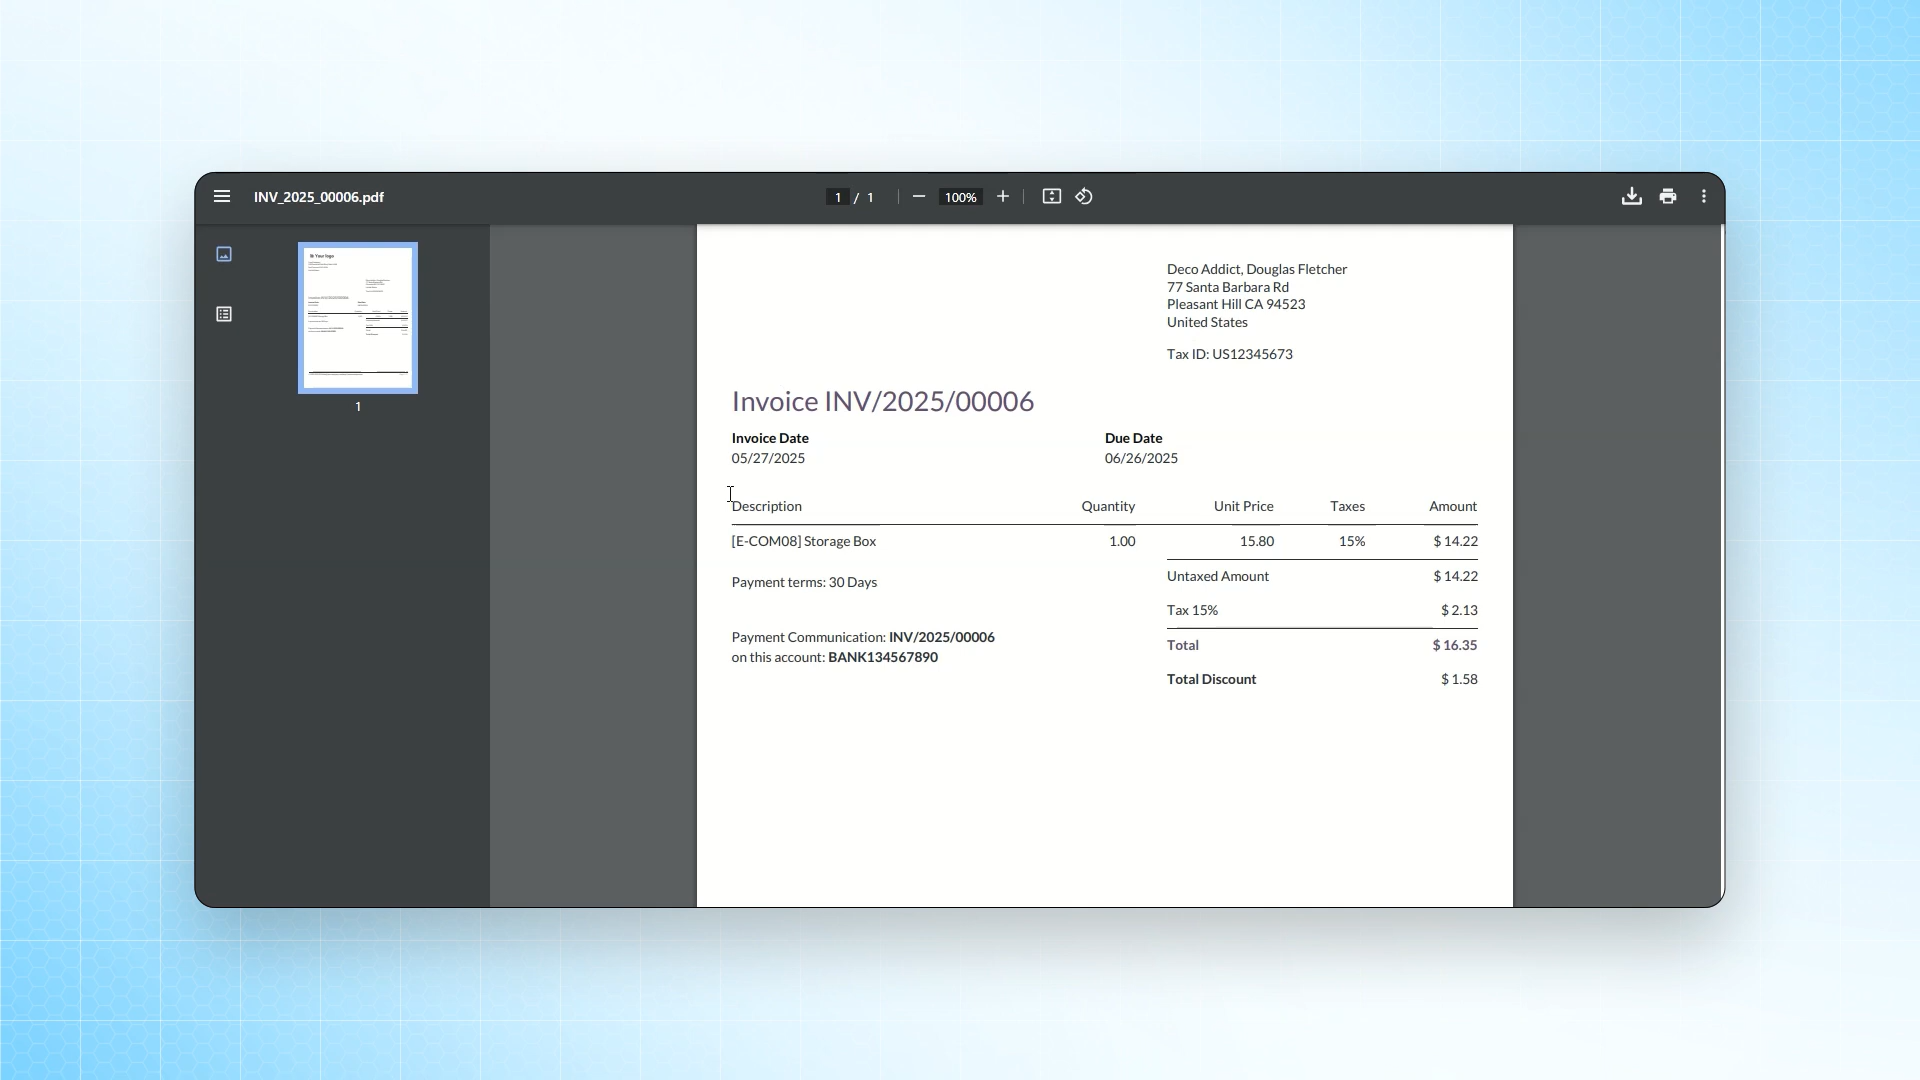 INV_2025_00006.pdf
1 / 1
100%
Your logo
1
Deco Addict, Douglas Fletcher
77 Santa Barbara Rd
Pleasant Hill CA 94523
United States
Tax ID: US12345673
Invoice INV/2025/00006
Invoice Date Due Date
05/27/2025 06/26/2025
Description Quantity Unit Price Taxes Amount
[E-COM08] Storage Box 1.00 15.80 15% $ 14.22
Untaxed Amount $ 14.22
Payment terms: 30 Days
Tax 15% $ 2.13
Payment Communication: INV/2025/00006
on this account: BANK134567890
Total $ 16.35
Total Discount $ 1.58